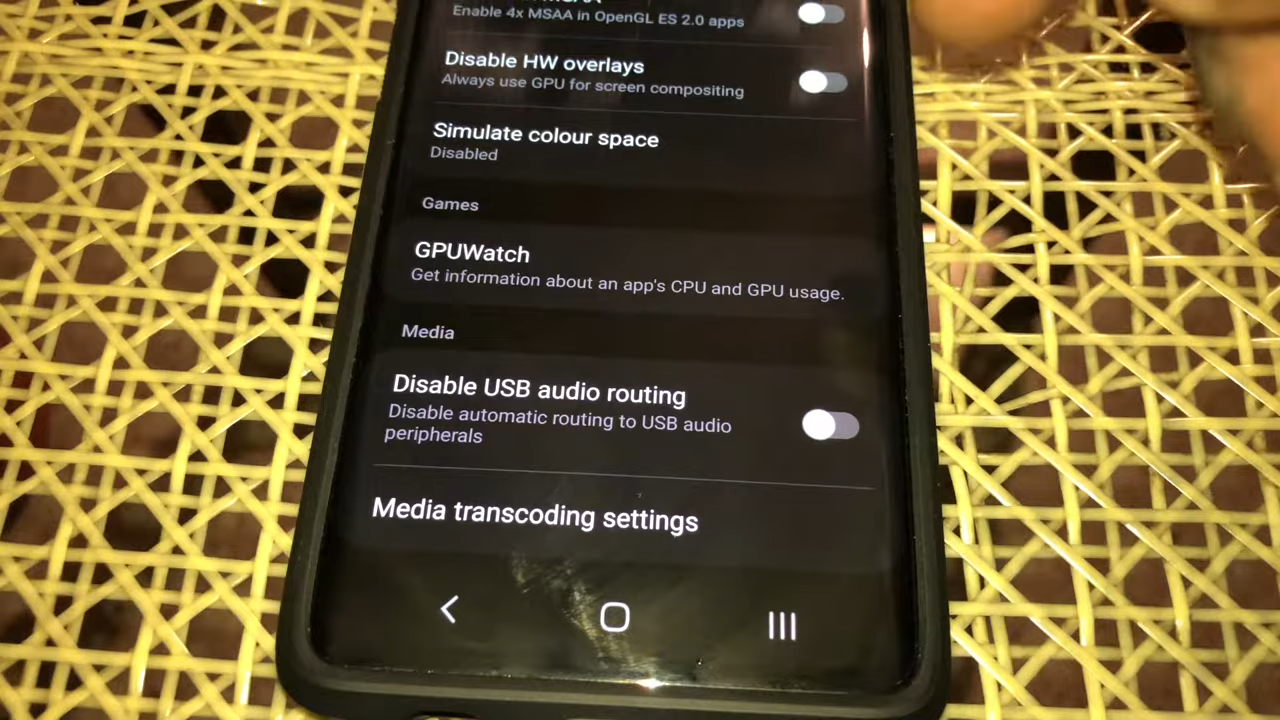 Enable 4x MSAA in OpenGL ES 2.0 apps
Disable HW overlays
Always use GPU for screen compositing
Simulate colour space
Disabled
Games
GPUWatch
Get information about an app's CPU and GPU usage.
Media
Disable USB audio routing
Disable automatic routing to USB audio
peripherals
Media transcoding settings